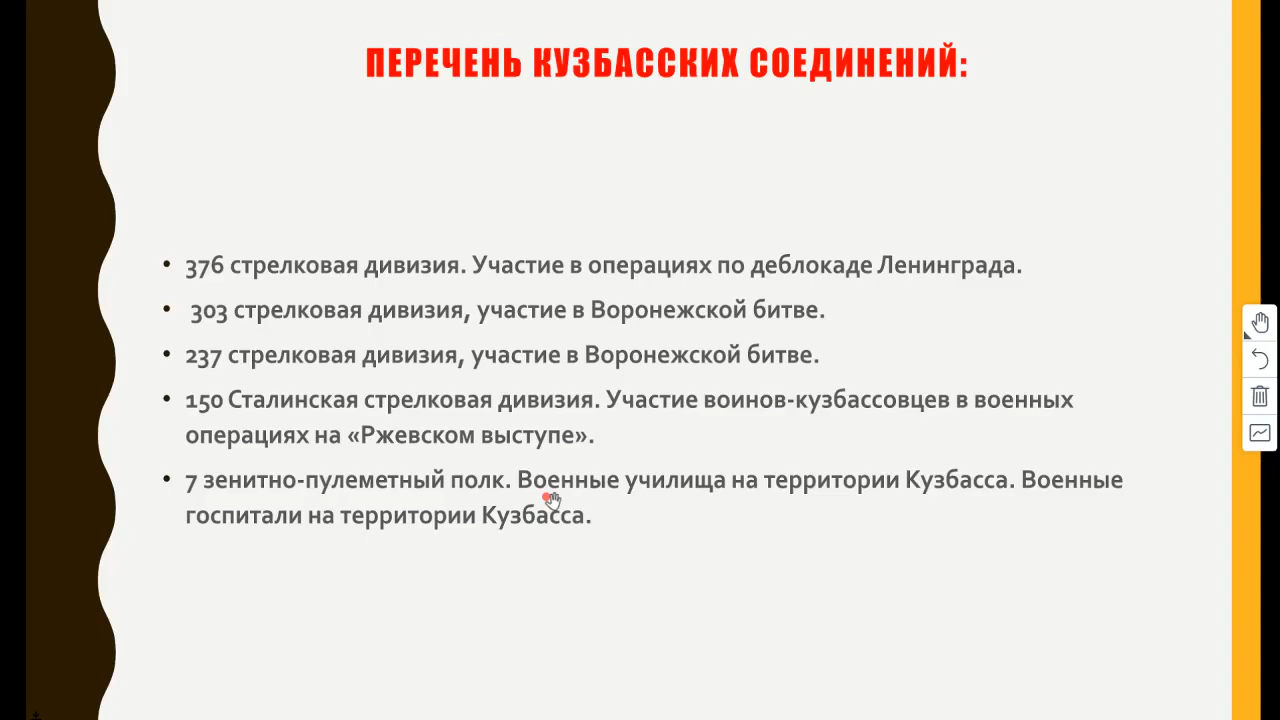 ПЕРЕЧЕНЬ КУЗБАССКИХ СОЕДИНЕНИЙ:
• 376 стрелковая дивизия. Участие в операциях по деблокаде Ленинграда.
• 303 стрелковая дивизия, участие в Воронежской битве.
• 237 стрелковая дивизия, участие в Воронежской битве.
• 150 Сталинская стрелковая дивизия. Участие воинов-кузбассовцев в военных
операциях на «Ржевском выступе».
• 7 зенитно-пулеметный полк. Военные училища на территории Кузбасса. Военные
госпитали на территории Кузбасса.